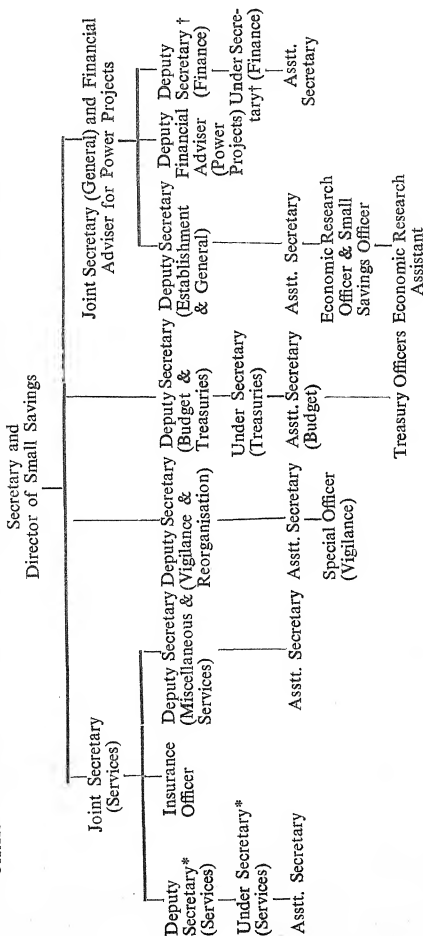 Secretary and
Director of Small Savings
Joint Secretary
(Services)
Joint Secretary (General) and Financial
Adviser for Power Projects
Deputy
Secretary*
(Services)
Insurance
Officer
Deputy Secretary
(Miscellaneous &
Services)
Deputy Secretary
(Vigilance &
Reorganisation)
Deputy Secretary
(Budget &
Treasuries)
Deputy Secretary
(Establishment
& General)
Deputy
Financial
Adviser
(Power
Projects)
Deputy
Secretary †
(Finance)
Under Secretary*
(Services)
Under Secretary
(Treasuries)
Under Secre-
tary† (Finance)
Asstt. Secretary
Asstt. Secretary
Asstt. Secretary
Asstt. Secretary
(Budget)
Asstt. Secretary
Asstt.
Secretary
Special Officer
(Vigilance)
Economic Research
Officer & Small
Savings Officer
Treasury Officers
Economic Research
Assistant